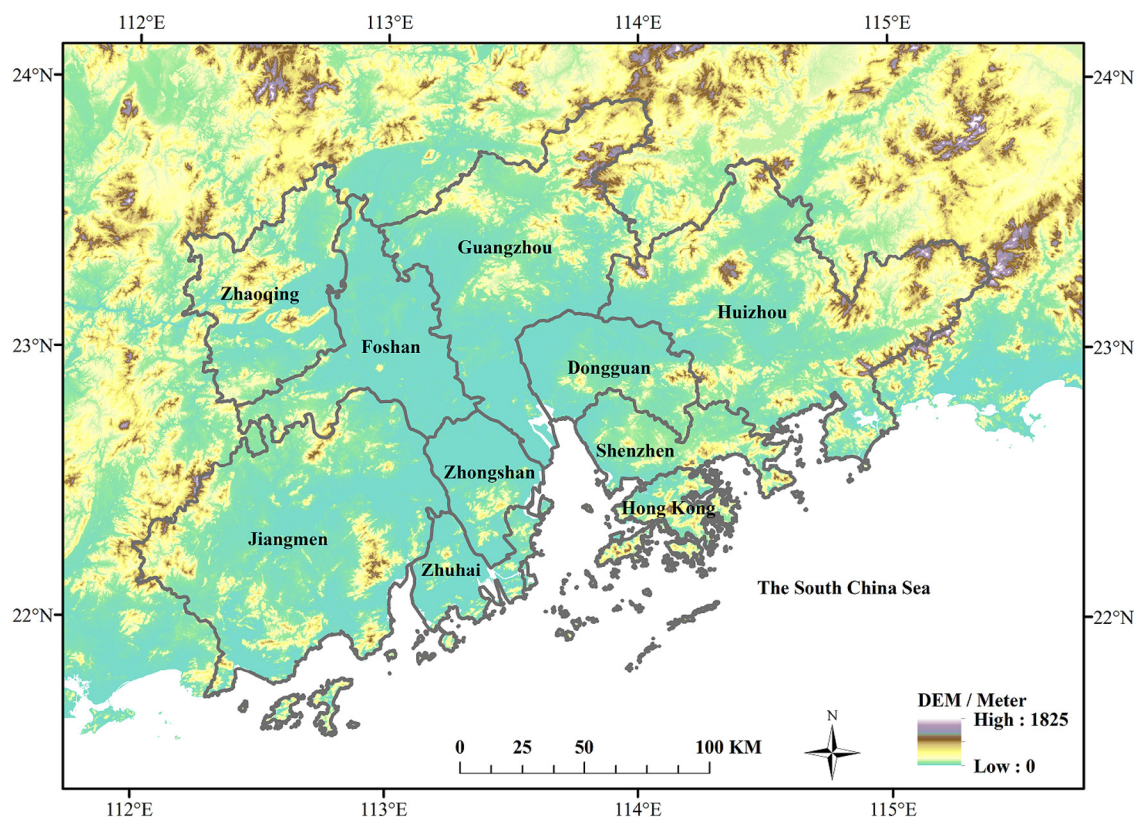 112°E 113°E 114°E 115°E
24°N 24°N
Guangzhou
Zhaoqing
Huizhou
23°N Foshan 23°N
Dongguan
Shenzhen
Zhongshan
Hong Kong
Jiangmen
Zhuhai
The South China Sea
22°N 22°N
DEM / Meter
High : 1825
Low : 0
N
0 25 50 100 KM
112°E 113°E 114°E 115°E